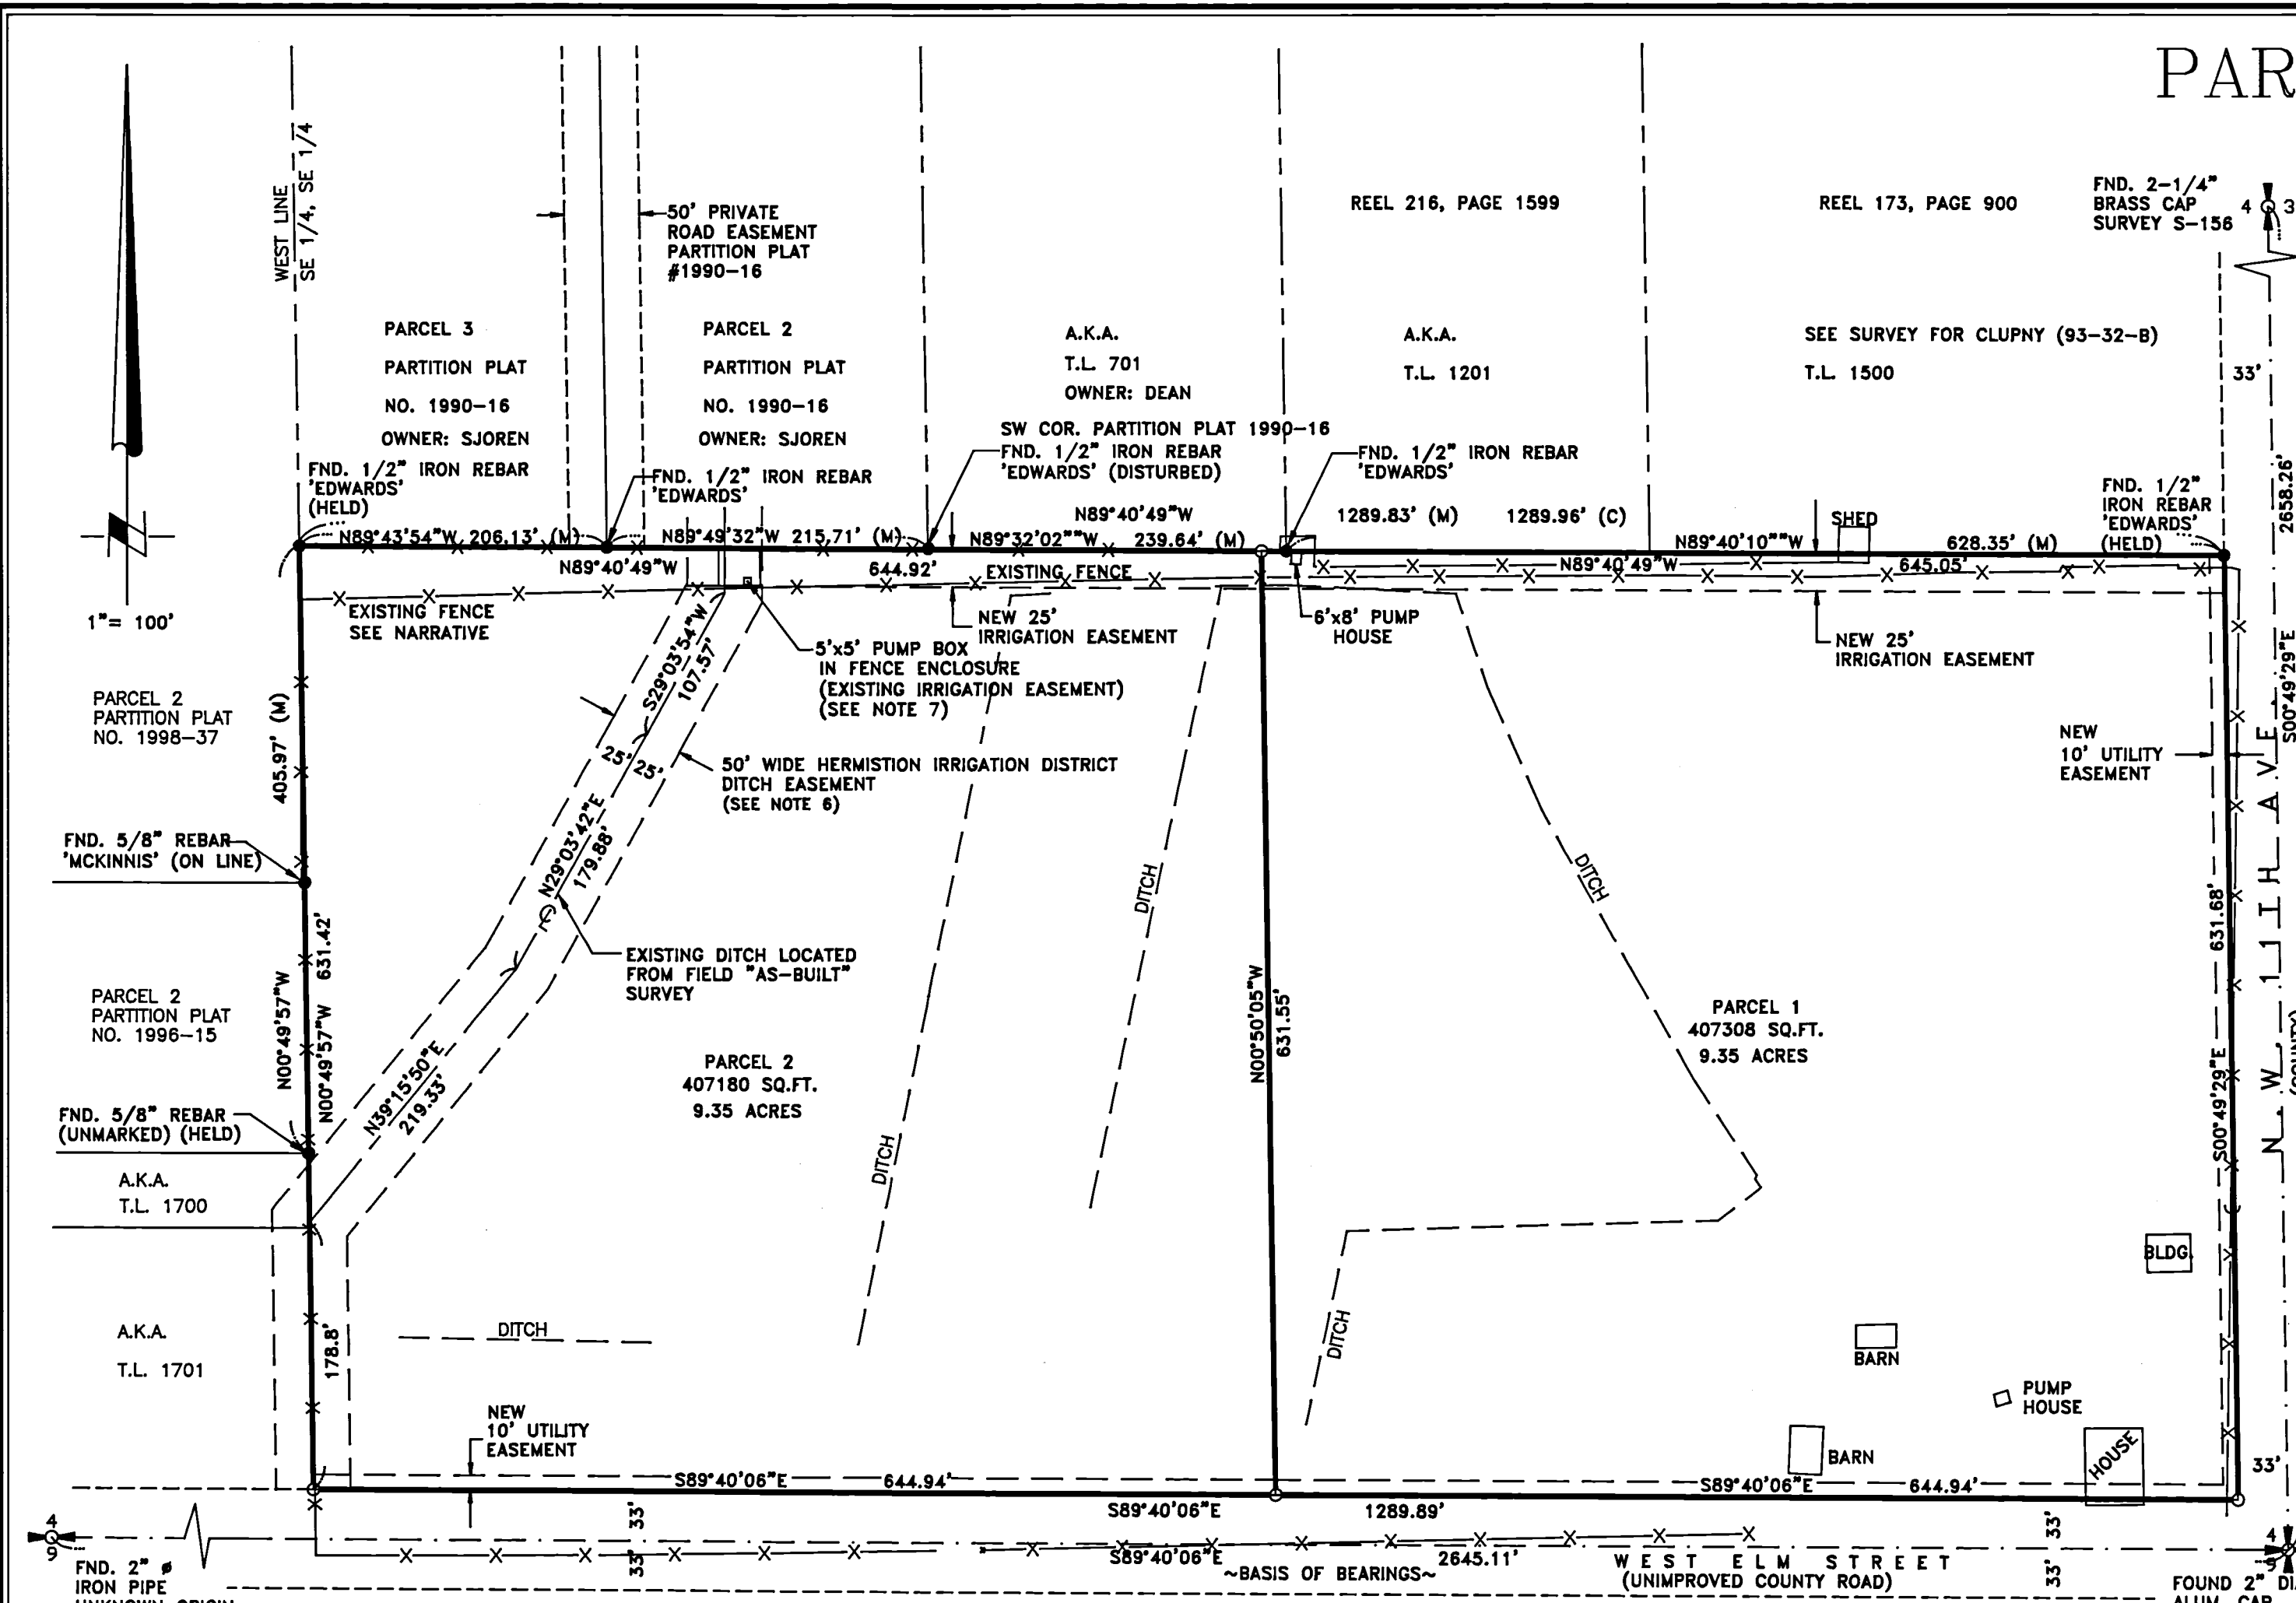 PAR
WEST LINE
SE 1/4, SE 1/4
50' PRIVATE
ROAD EASEMENT
PARTITION PLAT
#1990-16
REEL 216, PAGE 1599
REEL 173, PAGE 900
FND. 2-1/4"
BRASS CAP
SURVEY S-156
4
3
PARCEL 3
PARTITION PLAT
NO. 1990-16
OWNER: SJOREN
PARCEL 2
PARTITION PLAT
NO. 1990-16
OWNER: SJOREN
A.K.A.
T.L. 701
OWNER: DEAN
A.K.A.
T.L. 1201
SEE SURVEY FOR CLUPNY (93-32-B)
T.L. 1500
33'
2658.26'
S00°49'29"E
FND. 1/2" IRON REBAR
'EDWARDS'
(HELD)
FND. 1/2" IRON REBAR
'EDWARDS'
SW COR. PARTITION PLAT 1990-16
FND. 1/2" IRON REBAR
'EDWARDS' (DISTURBED)
FND. 1/2" IRON REBAR
'EDWARDS'
FND. 1/2"
IRON REBAR
'EDWARDS'
(HELD)
N89°40'49"W
1289.83' (M)
1289.96' (C)
SHED
N89°43'54"W 206.13' (M)
N89°49'32"W 215.71' (M)
N89°32'02""W 239.64' (M)
N89°40'10""W
628.35' (M)
N89°40'49"W
644.92'
EXISTING FENCE
N89°40'49"W
645.05'
1"= 100'
EXISTING FENCE
SEE NARRATIVE
NEW 25'
IRRIGATION EASEMENT
6'x8' PUMP
HOUSE
NEW 25'
IRRIGATION EASEMENT
5'x5' PUMP BOX
IN FENCE ENCLOSURE
(EXISTING IRRIGATION EASEMENT)
(SEE NOTE 7)
S29°03'54"W
107.57'
PARCEL 2
PARTITION PLAT
NO. 1998-37
405.97' (M)
25'
25'
50' WIDE HERMISTION IRRIGATION DISTRICT
DITCH EASEMENT
(SEE NOTE 6)
NEW
10' UTILITY
EASEMENT
N29°03'42"E
179.88'
FND. 5/8" REBAR
'MCKINNIS' (ON LINE)
DITCH
DITCH
EXISTING DITCH LOCATED
FROM FIELD "AS-BUILT"
SURVEY
N00°49'57"W
N00°49'57"W 631.42'
N00°50'05"W
631.55'
631.68'
S00°49'29"E
N. W. 11TH AVE
(COUNTY)
PARCEL 2
PARTITION PLAT
NO. 1996-15
PARCEL 1
407308 SQ.FT.
9.35 ACRES
PARCEL 2
407180 SQ.FT.
9.35 ACRES
N39°15'50"E
219.33'
FND. 5/8" REBAR
(UNMARKED) (HELD)
DITCH
A.K.A.
T.L. 1700
BLDG.
A.K.A.
T.L. 1701
178.8'
DITCH
DITCH
BARN
PUMP
HOUSE
NEW
10' UTILITY
EASEMENT
BARN
HOUSE
33'
S89°40'06"E
644.94'
S89°40'06"E
644.94'
S89°40'06"E
1289.89'
4
9
33'
33'
33'
33'
4
9
S89°40'06"E
2645.11'
~BASIS OF BEARINGS~
WEST ELM STREET
(UNIMPROVED COUNTY ROAD)
FND. 2" ø
IRON PIPE
UNKNOWN ORIGIN
FOUND 2" DI
ALUM. CAP